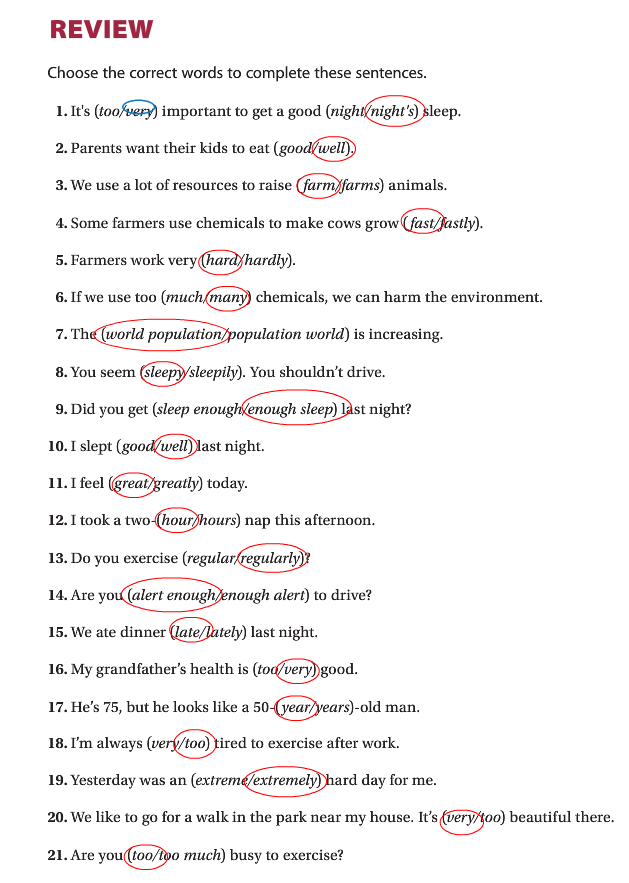 REVIEW
Choose the correct words to complete these sentences.
1. It's (too/very) important to get a good (night/night's) sleep.
2. Parents want their kids to eat (good/well).
3. We use a lot of resources to raise (farm/farms) animals.
4. Some farmers use chemicals to make cows grow (fast/fastly).
5. Farmers work very (hard/hardly).
6. If we use too (much/many) chemicals, we can harm the environment.
7. The (world population/population world) is increasing.
8. You seem (sleepy/sleepily). You shouldn't drive.
9. Did you get (sleep enough/enough sleep) last night?
10. I slept (good/well) last night.
11. I feel (great/greatly) today.
12. I took a two-(hour/hours) nap this afternoon.
13. Do you exercise (regular/regularly)?
14. Are you (alert enough/enough alert) to drive?
15. We ate dinner (late/lately) last night.
16. My grandfather's health is (too/very) good.
17. He's 75, but he looks like a 50-(year/years)-old man.
18. I'm always (very/too) tired to exercise after work.
19. Yesterday was an (extreme/extremely) hard day for me.
20. We like to go for a walk in the park near my house. It's (very/too) beautiful there.
21. Are you (too/too much) busy to exercise?